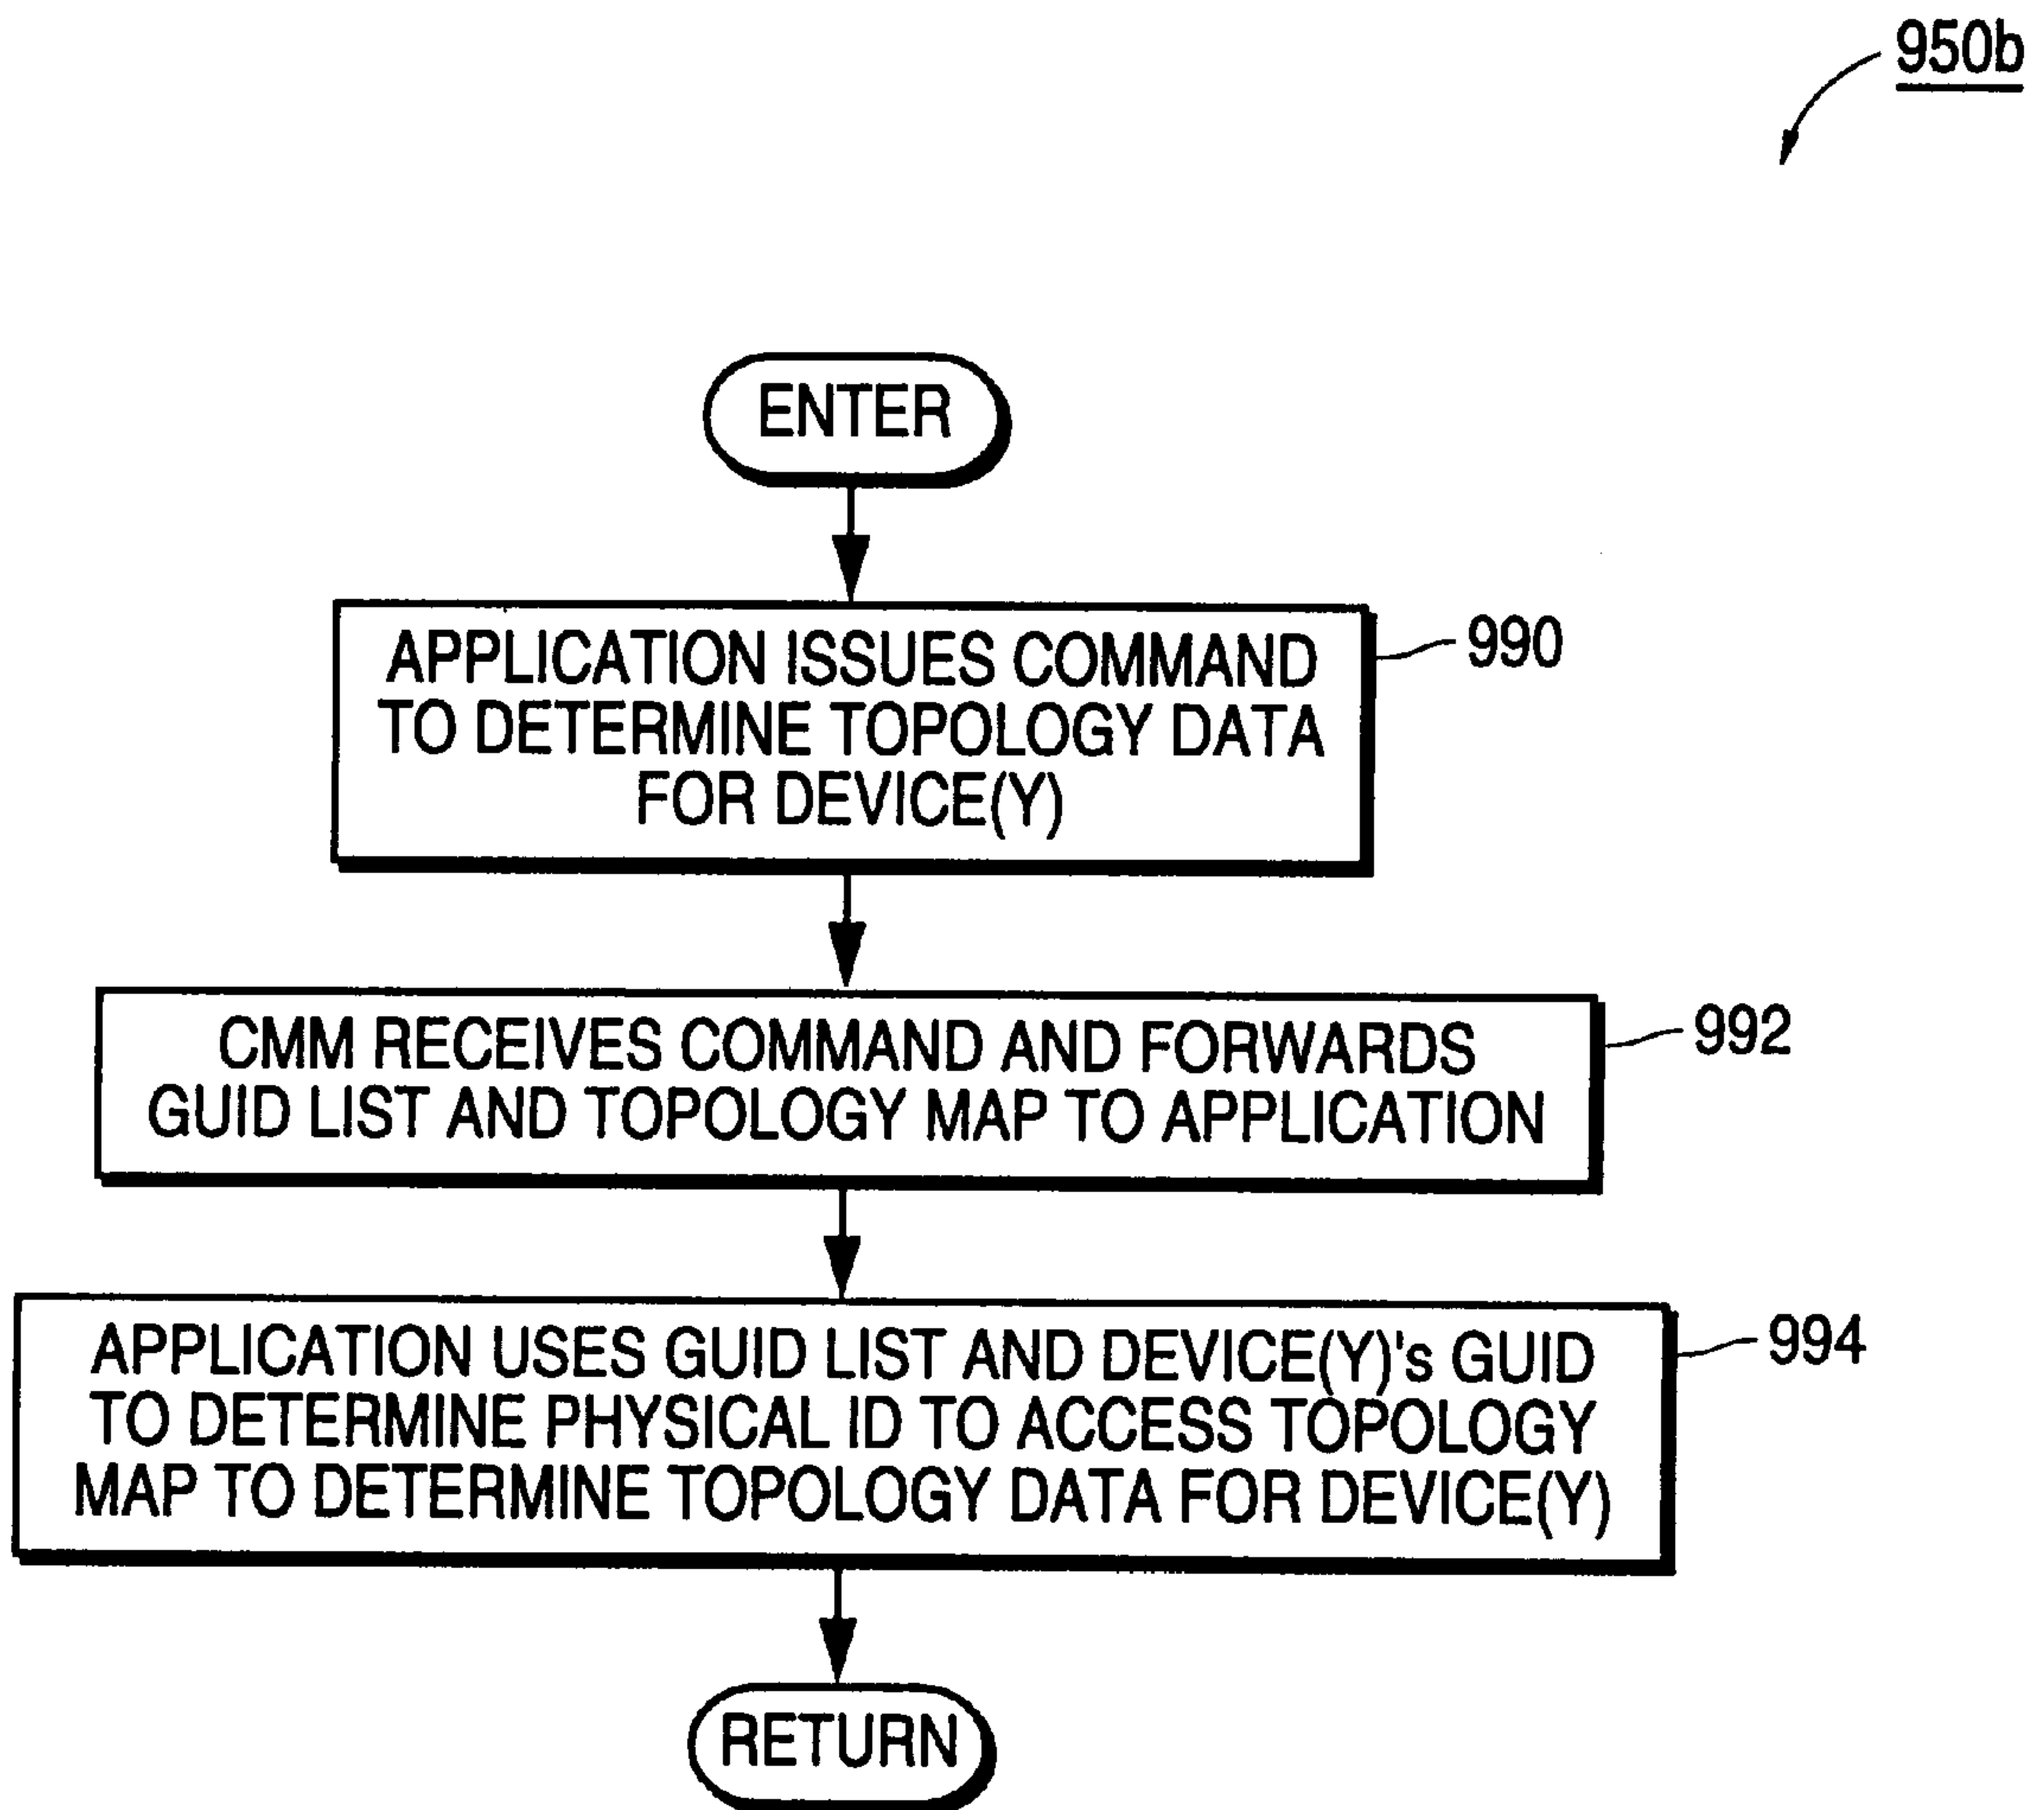 950b
ENTER
APPLICATION ISSUES COMMAND
TO DETERMINE TOPOLOGY DATA
FOR DEVICE(Y)
990
CMM RECEIVES COMMAND AND FORWARDS
GUID LIST AND TOPOLOGY MAP TO APPLICATION
992
APPLICATION USES GUID LIST AND DEVICE(Y)'s GUID
TO DETERMINE PHYSICAL ID TO ACCESS TOPOLOGY
MAP TO DETERMINE TOPOLOGY DATA FOR DEVICE(Y)
994
RETURN